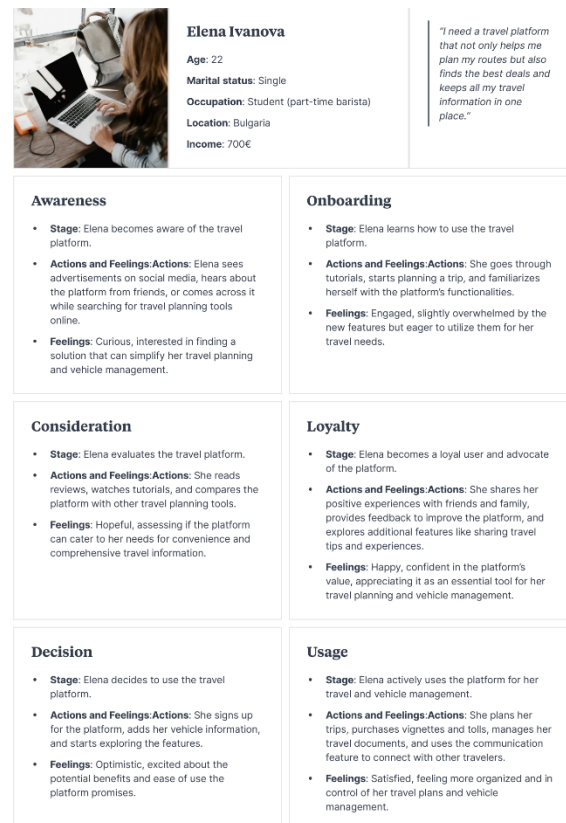 Elena Ivanova
Age: 22
Marital status: Single
Occupation: Student (part-time barista)
Location: Bulgaria
Income: 700€
“I need a travel platform
that not only helps me
plan my routes but also
finds the best deals and
keeps all my travel
information in one
place.”
Awareness
• Stage: Elena becomes aware of the travel
platform.
• Actions and Feelings:Actions: Elena sees
advertisements on social media, hears about
the platform from friends, or comes across it
while searching for travel planning tools
online.
• Feelings: Curious, interested in finding a
solution that can simplify her travel planning
and vehicle management.
Onboarding
• Stage: Elena learns how to use the travel
platform.
• Actions and Feelings:Actions: She goes through
tutorials, starts planning a trip, and familiarizes
herself with the platform’s functionalities.
• Feelings: Engaged, slightly overwhelmed by the
new features but eager to utilize them for her
travel needs.
Consideration
• Stage: Elena evaluates the travel platform.
• Actions and Feelings:Actions: She reads
reviews, watches tutorials, and compares the
platform with other travel planning tools.
• Feelings: Hopeful, assessing if the platform
can cater to her needs for convenience and
comprehensive travel information.
Loyalty
• Stage: Elena becomes a loyal user and advocate
of the platform.
• Actions and Feelings:Actions: She shares her
positive experiences with friends and family,
provides feedback to improve the platform, and
explores additional features like sharing travel
tips and experiences.
• Feelings: Happy, confident in the platform’s
value, appreciating it as an essential tool for her
travel planning and vehicle management.
Decision
• Stage: Elena decides to use the travel
platform.
• Actions and Feelings:Actions: She signs up
for the platform, adds her vehicle information,
and starts exploring the features.
• Feelings: Optimistic, excited about the
potential benefits and ease of use the
platform promises.
Usage
• Stage: Elena actively uses the platform for her
travel and vehicle management.
• Actions and Feelings:Actions: She plans her
trips, purchases vignettes and tolls, manages her
travel documents, and uses the communication
feature to connect with other travelers.
• Feelings: Satisfied, feeling more organized and in
control of her travel plans and vehicle
management.